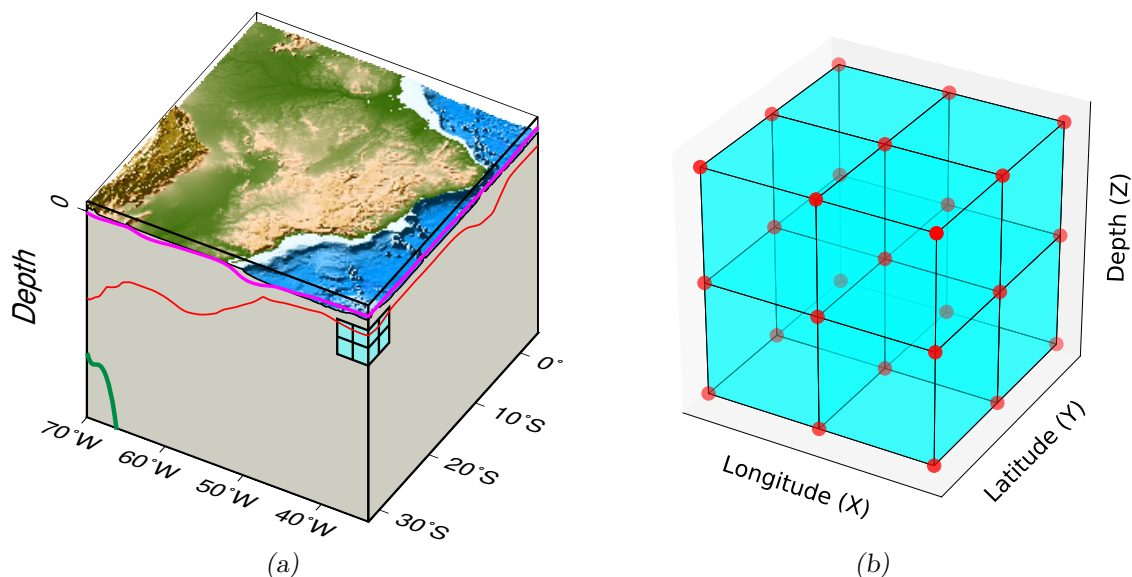 0
Depth
70°W
60°W
50°W
40°W
0°
10°S
20°S
30°S
(a)
Depth (Z)
Longitude (X)
Latitude (Y)
(b)